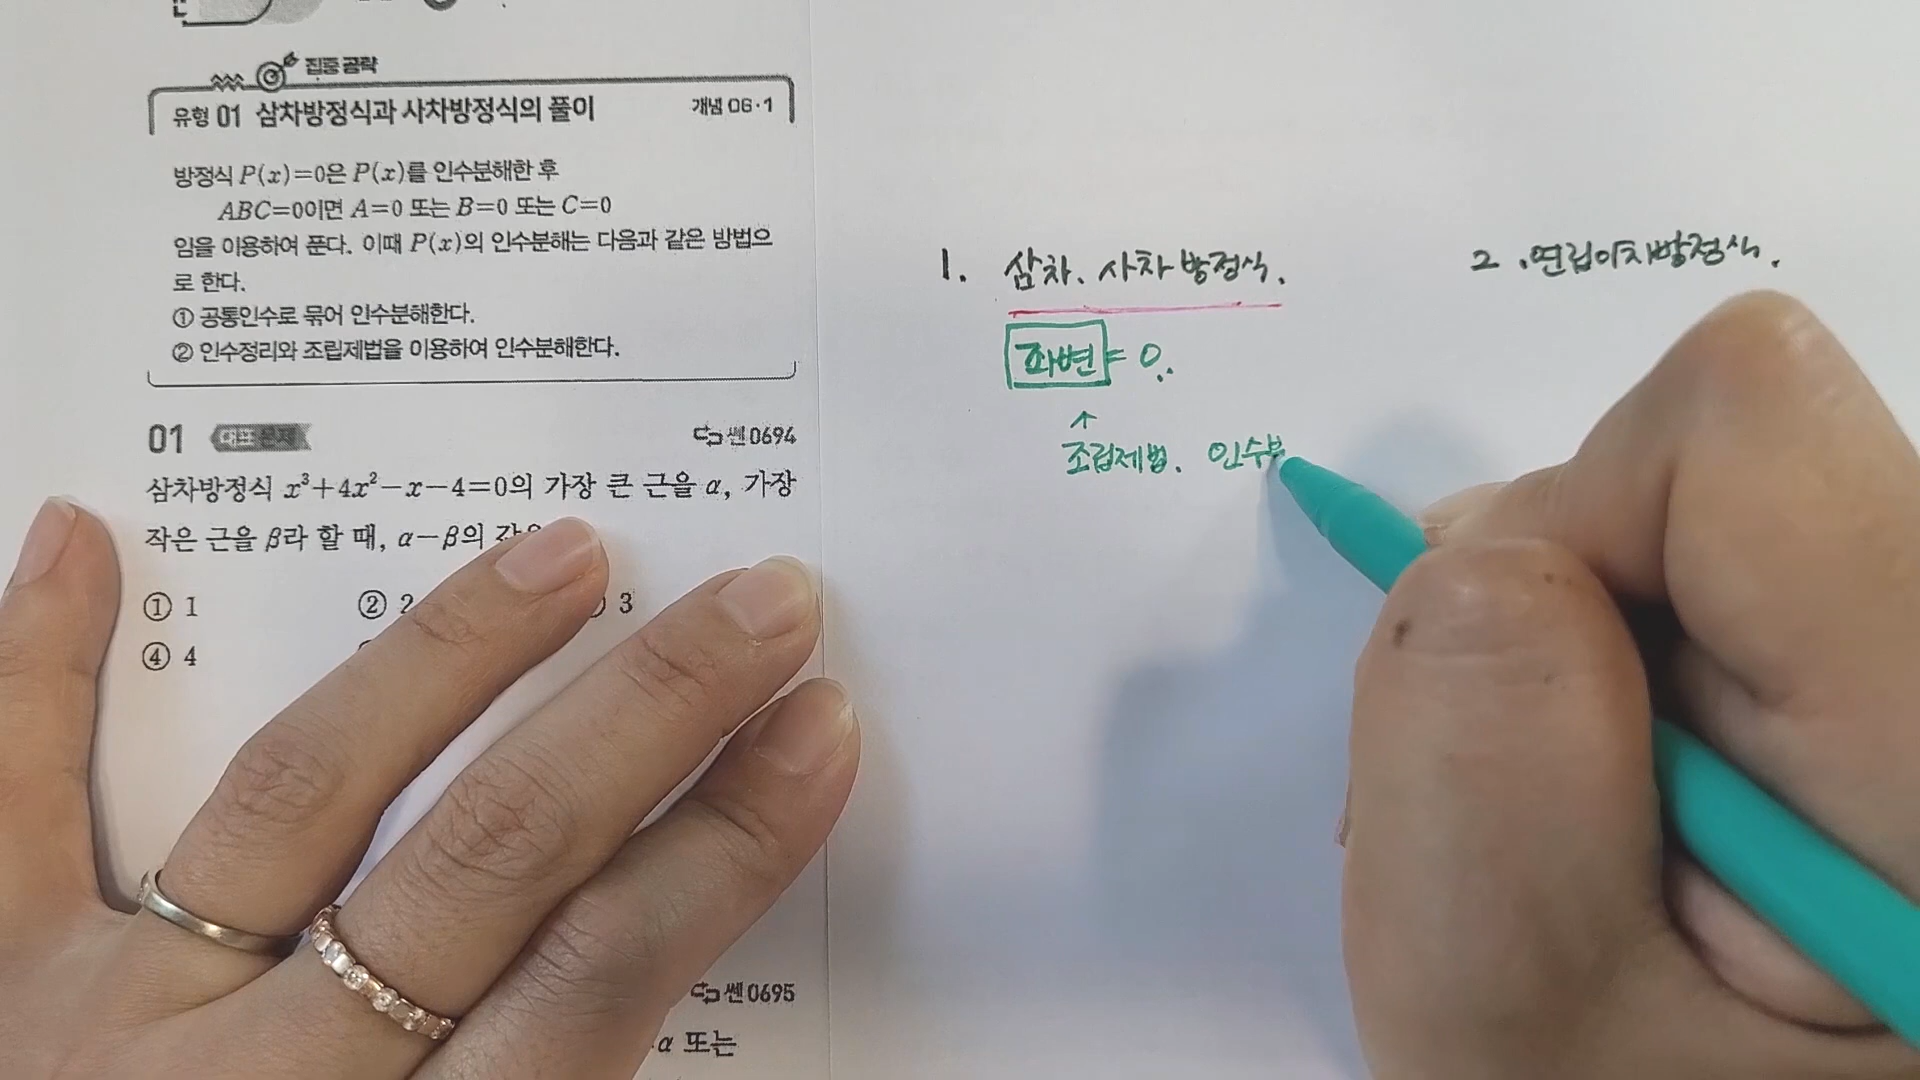 집중 공략
유형 01 삼차방정식과 사차방정식의 풀이 개념 06·1
방정식 P(x)=0은 P(x)를 인수분해한 후
ABC=0이면 A=0 또는 B=0 또는 C=0
임을 이용하여 푼다. 이때 P(x)의 인수분해는 다음과 같은 방법으
로 한다.
① 공통인수로 묶어 인수분해한다.
② 인수정리와 조립제법을 이용하여 인수분해한다.
01 대표 문제 쎈 0694
삼차방정식 x³+4x²−x−4=0의 가장 큰 근을 α, 가장
작은 근을 β라 할 때, α−β의
① 1 ② 2 3
④ 4
쎈 0695
α 또는
1. 삼차. 사차방정식.
좌변 = 0.
조립제법. 인수분
2. 연립이차방정식.